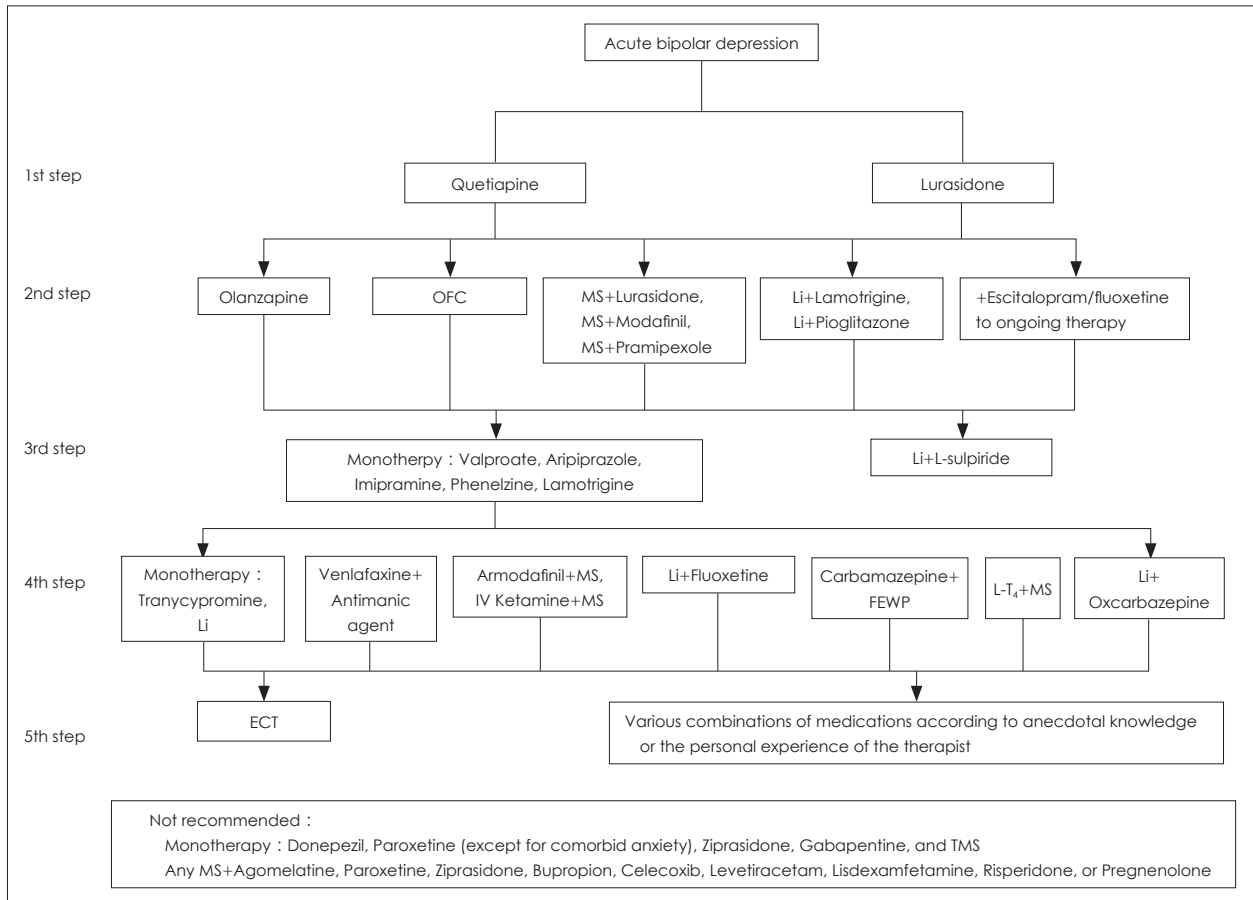 Acute bipolar depression
1st step
Quetiapine
Lurasidone
2nd step
Olanzapine
OFC
MS+Lurasidone,
MS+Modafinil,
MS+Pramipexole
Li+Lamotrigine,
Li+Pioglitazone
+Escitalopram/fluoxetine
to ongoing therapy
3rd step
Monotherpy : Valproate, Aripiprazole,
Imipramine, Phenelzine, Lamotrigine
Li+L-sulpiride
4th step
Monotherapy :
Tranycypromine,
Li
Venlafaxine+
Antimanic
agent
Armodafinil+MS,
IV Ketamine+MS
Li+Fluoxetine
Carbamazepine+
FEWP
L-T₄+MS
Li+
Oxcarbazepine
5th step
ECT
Various combinations of medications according to anecdotal knowledge
or the personal experience of the therapist
Not recommended :
Monotherapy : Donepezil, Paroxetine (except for comorbid anxiety), Ziprasidone, Gabapentine, and TMS
Any MS+Agomelatine, Paroxetine, Ziprasidone, Bupropion, Celecoxib, Levetiracetam, Lisdexamfetamine, Risperidone, or Pregnenolone